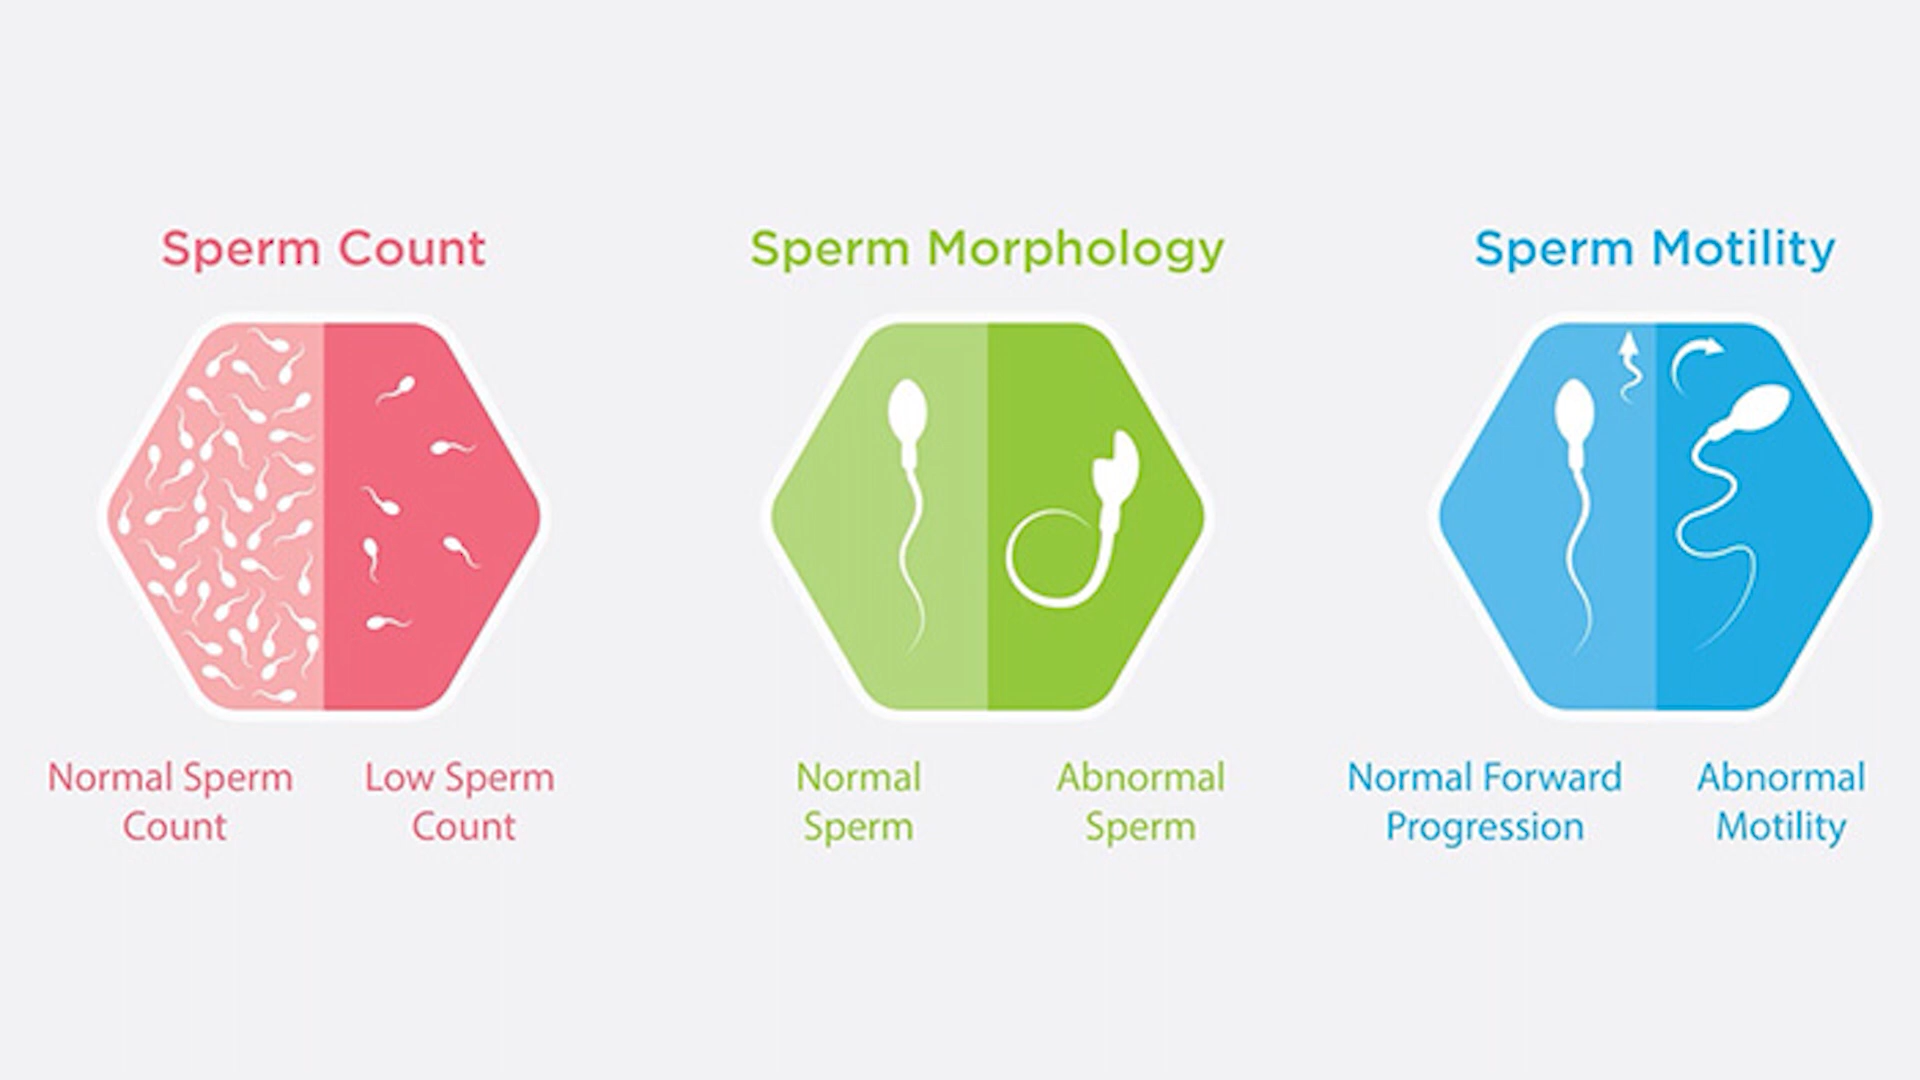 Sperm Count
Sperm Morphology
Sperm Motility
Normal Sperm
Count
Low Sperm
Count
Normal
Sperm
Abnormal
Sperm
Normal Forward
Progression
Abnormal
Motility